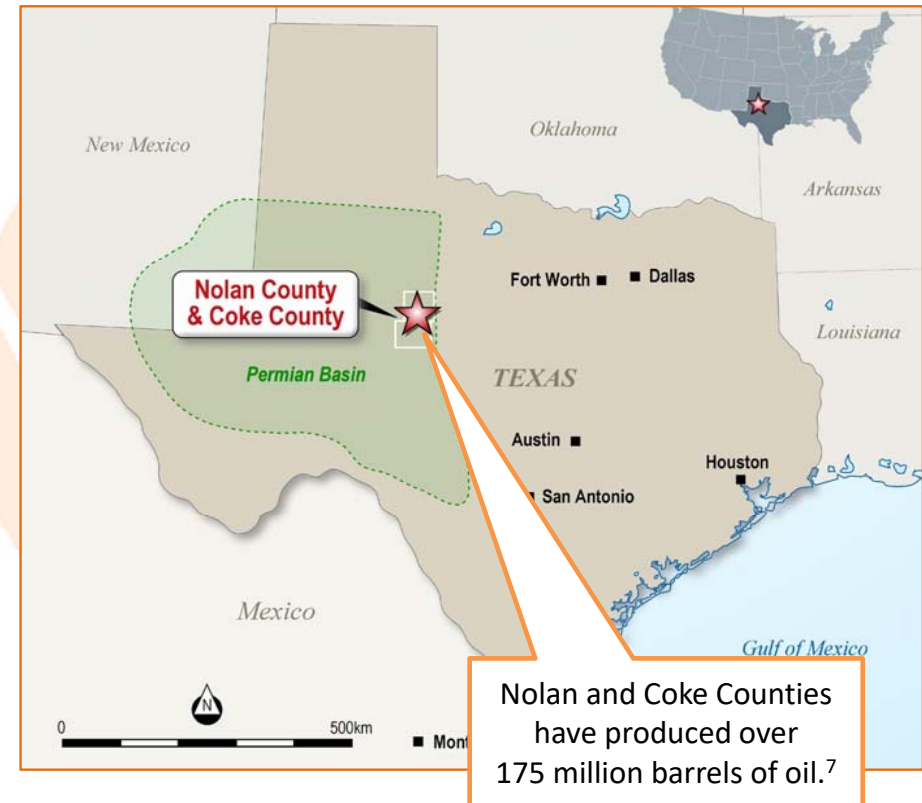 New Mexico
Oklahoma
Arkansas
Fort Worth
Dallas
Nolan County
& Coke County
Louisiana
Permian Basin
TEXAS
Austin
Houston
San Antonio
Mexico
Gulf of Mexico
N
0
500km
Nolan and Coke Counties
have produced over
175 million barrels of oil.⁷